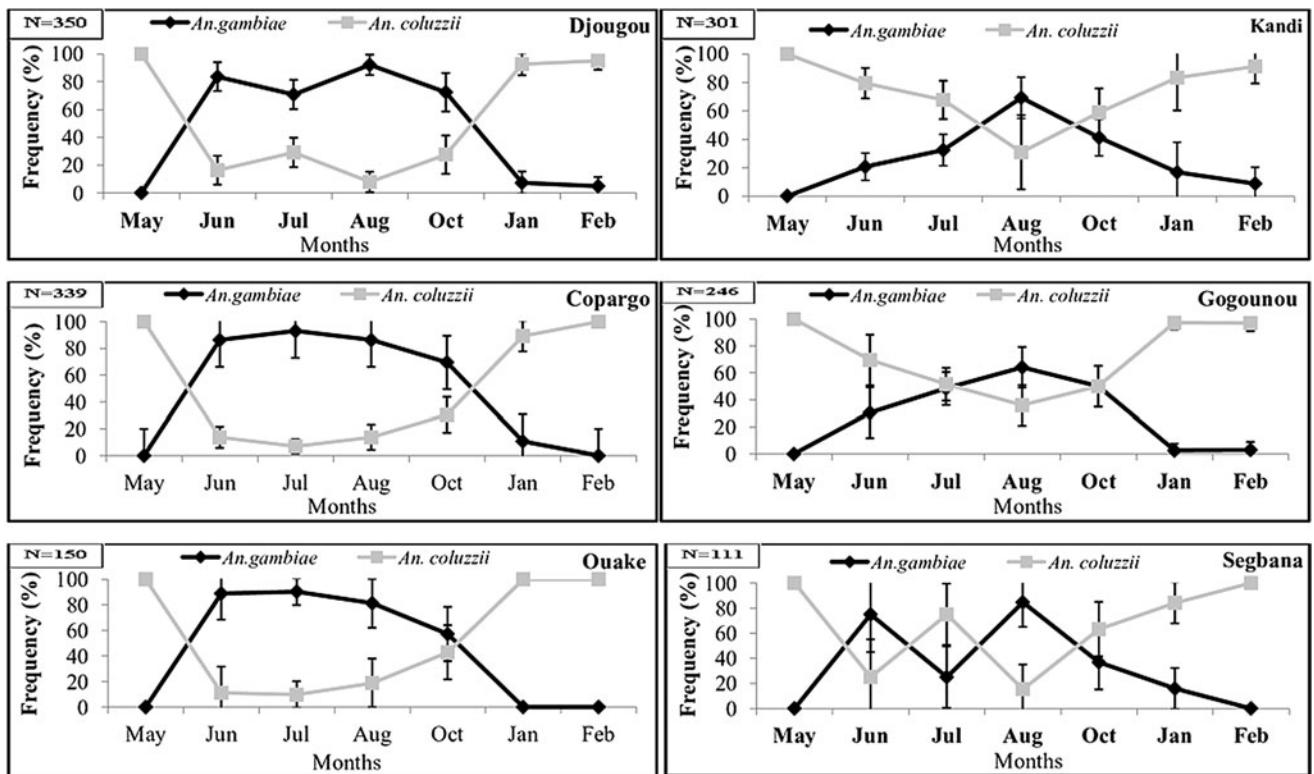 N=350
An.gambiae An. coluzzii Djougou
Frequency (%)
100
80
60
40
20
0
May Jun Jul Aug Oct Jan Feb
Months
N=301
An.gambiae An. coluzzii Kandi
Frequency (%)
100
80
60
40
20
0
May Jun Jul Aug Oct Jan Feb
Months
N=339
An.gambiae An. coluzzii Copargo
Frequency (%)
100
80
60
40
20
0
May Jun Jul Aug Oct Jan Feb
Months
N=246
An.gambiae An. coluzzii Gogounou
Frequency (%)
100
80
60
40
20
0
May Jun Jul Aug Oct Jan Feb
Months
N=150
An.gambiae An. coluzzii Ouake
Frequency (%)
100
80
60
40
20
0
May Jun Jul Aug Oct Jan Feb
Months
N=111
An.gambiae An. coluzzii Segbana
Frequency (%)
100
80
60
40
20
0
May Jun Jul Aug Oct Jan Feb
Months